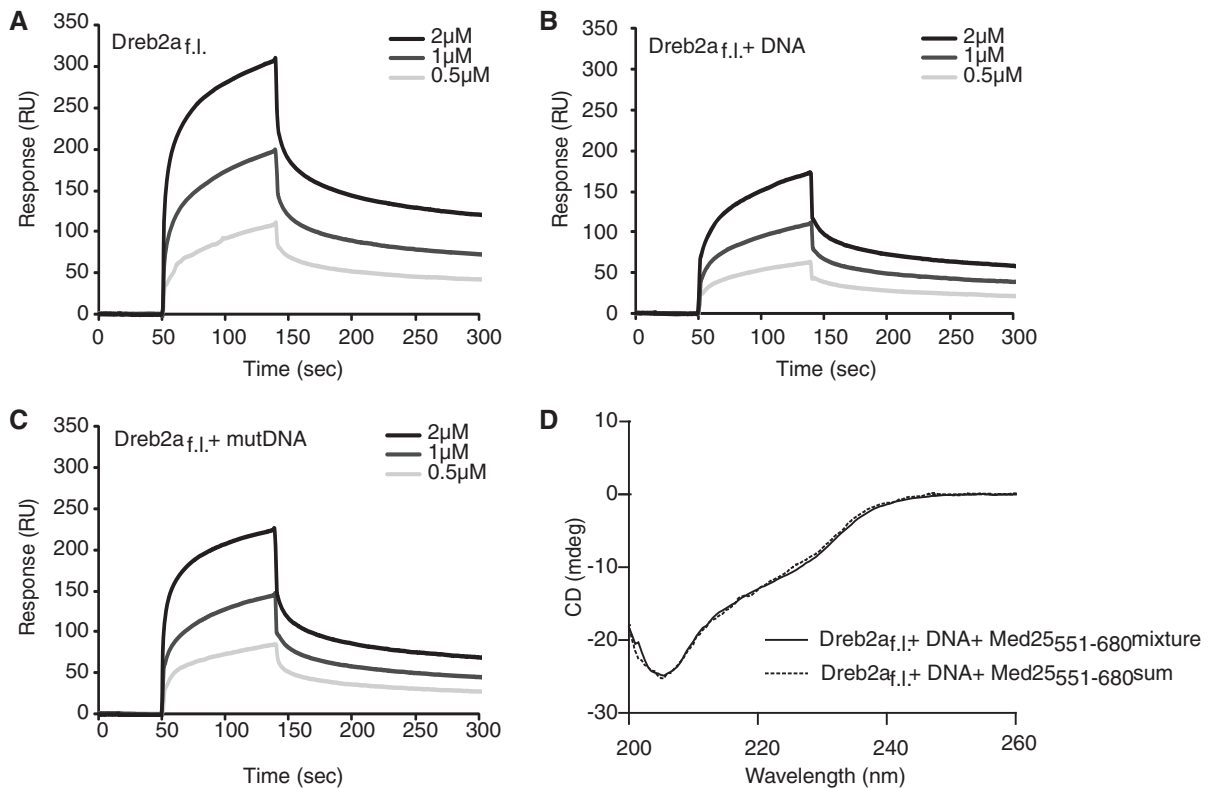 A
Dreb2a f.l.
2µM
1µM
0.5µM
Response (RU)
350
300
250
200
150
100
50
0
0 50 100 150 200 250 300
Time (sec)
B
Dreb2a f.l.+ DNA
2µM
1µM
0.5µM
Response (RU)
350
300
250
200
150
100
50
0
0 50 100 150 200 250 300
Time (sec)
C
Dreb2a f.l.+ mutDNA
2µM
1µM
0.5µM
Response (RU)
350
300
250
200
150
100
50
0
0 50 100 150 200 250 300
Time (sec)
D
CD (mdeg)
10
0
-10
-20
-30
Dreb2a f.l.+ DNA+ Med25 551-680 mixture
Dreb2a f.l.+ DNA+ Med25 551-680 sum
200 220 240 260
Wavelength (nm)